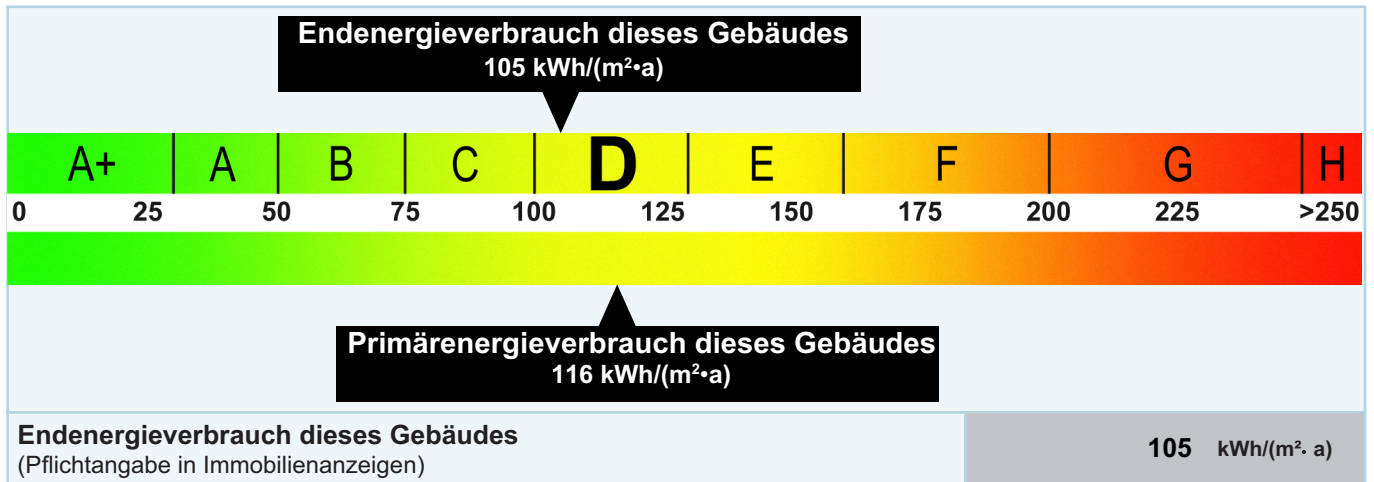 Endenergieverbrauch dieses Gebäudes
105 kWh/(m²•a)
A+ A B C D E F G H
0 25 50 75 100 125 150 175 200 225 >250
Primärenergieverbrauch dieses Gebäudes
116 kWh/(m²•a)
Endenergieverbrauch dieses Gebäudes
(Pflichtangabe in Immobilienanzeigen)
105 kWh/(m²· a)